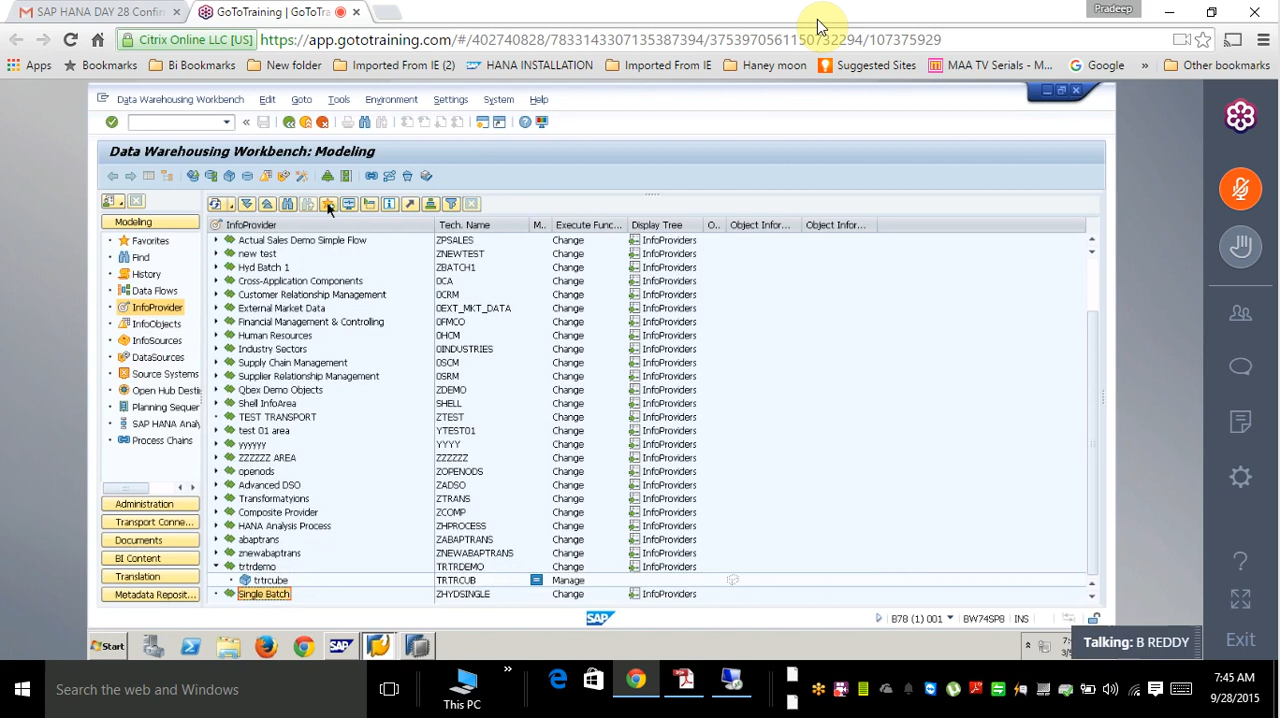 SAP HANA DAY 28 Confir
GoToTraining | GoToTra
Pradeep
Citrix Online LLC [US]
https://app.gototraining.com/#/402740828/7833143307135387394/3753970561150732294/107375929
Apps
Bookmarks
Bi Bookmarks
New folder
Imported From IE (2)
HANA INSTALLATION
Imported From IE
Haney moon
Suggested Sites
MAA TV Serials - M...
Google
»
Other bookmarks
Data Warehousing Workbench Edit Goto Tools Environment Settings System Help
Data Warehousing Workbench: Modeling
Modeling
Favorites
Find
History
Data Flows
InfoProvider
InfoObjects
InfoSources
DataSources
Source Systems
Open Hub Desti
Planning Sequer
SAP HANA Analy
Process Chains
Administration
Transport Conne...
Documents
BI Content
Translation
Metadata Reposit...
InfoProvider Tech. Name M.. Execute Func... Display Tree O.. Object Infor... Object Infor...
Actual Sales Demo Simple Flow ZPSALES Change InfoProviders
new test ZNEWTEST Change InfoProviders
Hyd Batch 1 ZBATCH1 Change InfoProviders
Cross-Application Components 0CA Change InfoProviders
Customer Relationship Management 0CRM Change InfoProviders
External Market Data 0EXT_MKT_DATA Change InfoProviders
Financial Management & Controlling 0FMCO Change InfoProviders
Human Resources 0HCM Change InfoProviders
Industry Sectors 0INDUSTRIES Change InfoProviders
Supply Chain Management 0SCM Change InfoProviders
Supplier Relationship Management 0SRM Change InfoProviders
Qbex Demo Objects ZDEMO Change InfoProviders
Shell InfoArea SHELL Change InfoProviders
TEST TRANSPORT ZTEST Change InfoProviders
test 01 area YTEST01 Change InfoProviders
yyyyyy YYYY Change InfoProviders
ZZZZZZ AREA ZZZZZZ Change InfoProviders
openods ZOPENODS Change InfoProviders
Advanced DSO ZADSO Change InfoProviders
Transformatyions ZTRANS Change InfoProviders
Composite Provider ZCOMP Change InfoProviders
HANA Analysis Process ZHPROCESS Change InfoProviders
abaptrans ZABAPTRANS Change InfoProviders
znewabaptrans ZNEWABAPTRANS Change InfoProviders
trtrdemo TRTRDEMO Change InfoProviders
trtrcube TRTRCUB Manage
Single Batch ZHYDSINGLE Change InfoProviders
SAP
B78 (1) 001 BW74SP8 INS
Start
SAP
Talking: B REDDY
Exit
Search the web and Windows
This PC
»
7:45 AM
9/28/2015